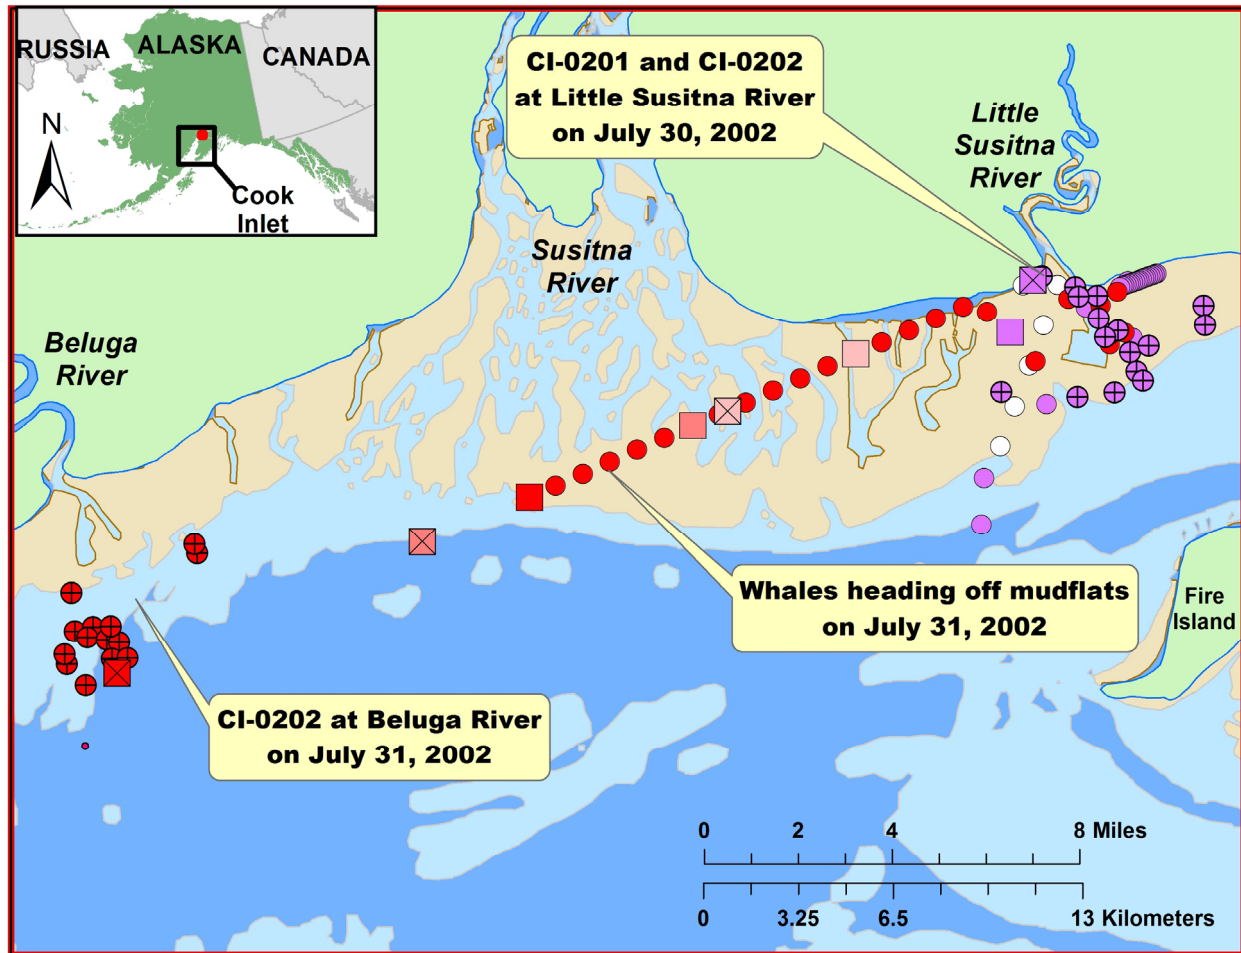 RUSSIA
ALASKA
CANADA
N
Cook
Inlet
CI-0201 and CI-0202
at Little Susitna River
on July 30, 2002
Little
Susitna
River
Susitna
River
Beluga
River
Whales heading off mudflats
on July 31, 2002
Fire
Island
CI-0202 at Beluga River
on July 31, 2002
0 2 4 8 Miles
0 3.25 6.5 13 Kilometers